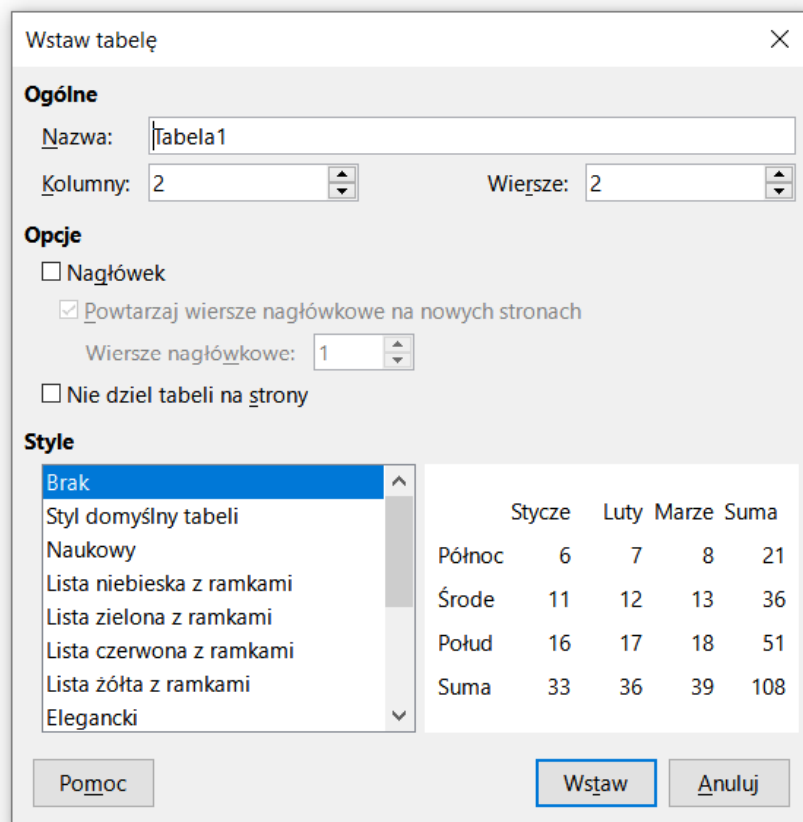 Wstaw tabelę
Ogólne
Nazwa: Tabela1
Kolumny: 2 Wiersze: 2
Opcje
Nagłówek
Powtarzaj wiersze nagłówkowe na nowych stronach
Wiersze nagłówkowe: 1
Nie dziel tabeli na strony
Style
Brak
Styl domyślny tabeli
Naukowy
Lista niebieska z ramkami
Lista zielona z ramkami
Lista czerwona z ramkami
Lista żółta z ramkami
Elegancki
Stycze Luty Marze Suma
Północ 6 7 8 21
Środe 11 12 13 36
Połud 16 17 18 51
Suma 33 36 39 108
Pomoc Wstaw Anuluj